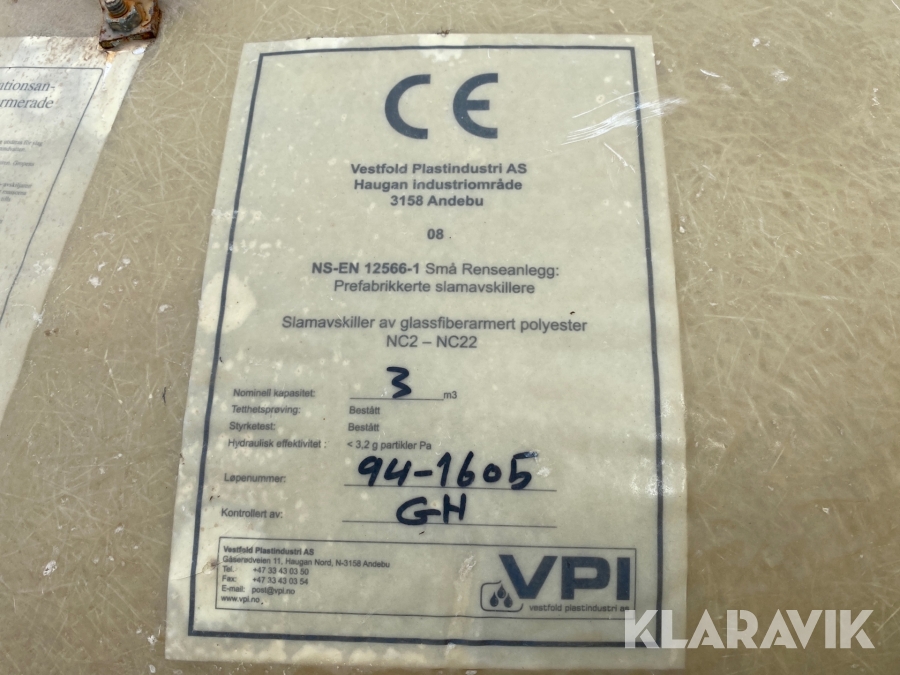 ationsan-
rmerade
CE
Vestfold Plastindustri AS
Haugan industriområde
3158 Andebu
08
NS-EN 12566-1 Små Renseanlegg:
Prefabrikkerte slamavskillere
Slamavskiller av glassfiberarmert polyester
NC2 – NC22
Nominell kapasitet: 3 m3
Tetthetsprøving: Bestått
Styrketest: Bestått
Hydraulisk effektivitet : < 3,2 g partikler Pa
Løpenummer: 94-1605
Kontrollert av: GH
Vestfold Plastindustri AS
Gåserødveien 11, Haugan Nord, N-3158 Andebu
Tel.: +47 33 43 03 50
Fax: +47 33 43 03 54
E-mail: post@vpi.no
www.vpi.no
VPI
vestfold plastindustri as
KLARAVIK